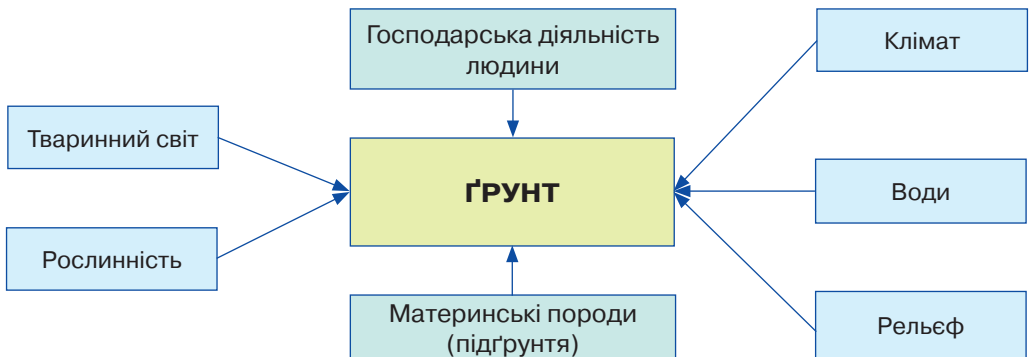 Господарська діяльність
людини
Клімат
Тваринний світ
ҐРУНТ
Води
Рослинність
Материнські породи
(підґрунтя)
Рельєф